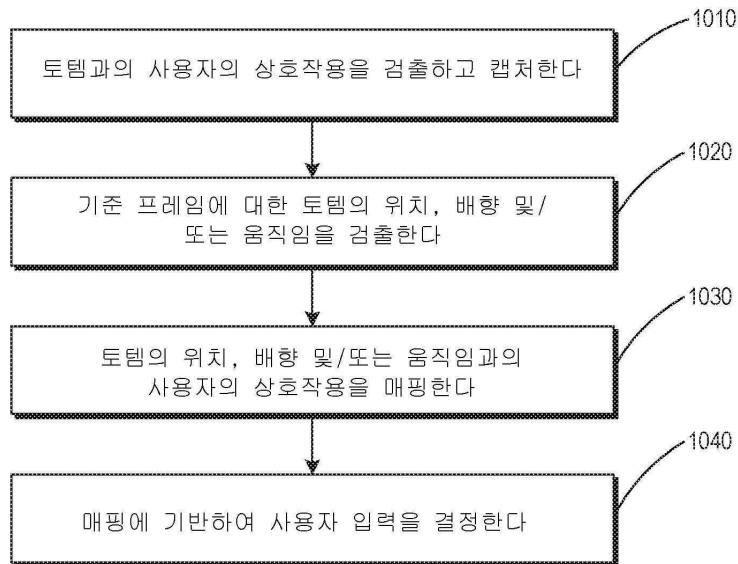 1010
토템과의 사용자의 상호작용을 검출하고 캡처한다
1020
기준 프레임에 대한 토템의 위치, 배향 및/
또는 움직임을 검출한다
1030
토템의 위치, 배향 및/또는 움직임과의
사용자의 상호작용을 매핑한다
1040
매핑에 기반하여 사용자 입력을 결정한다